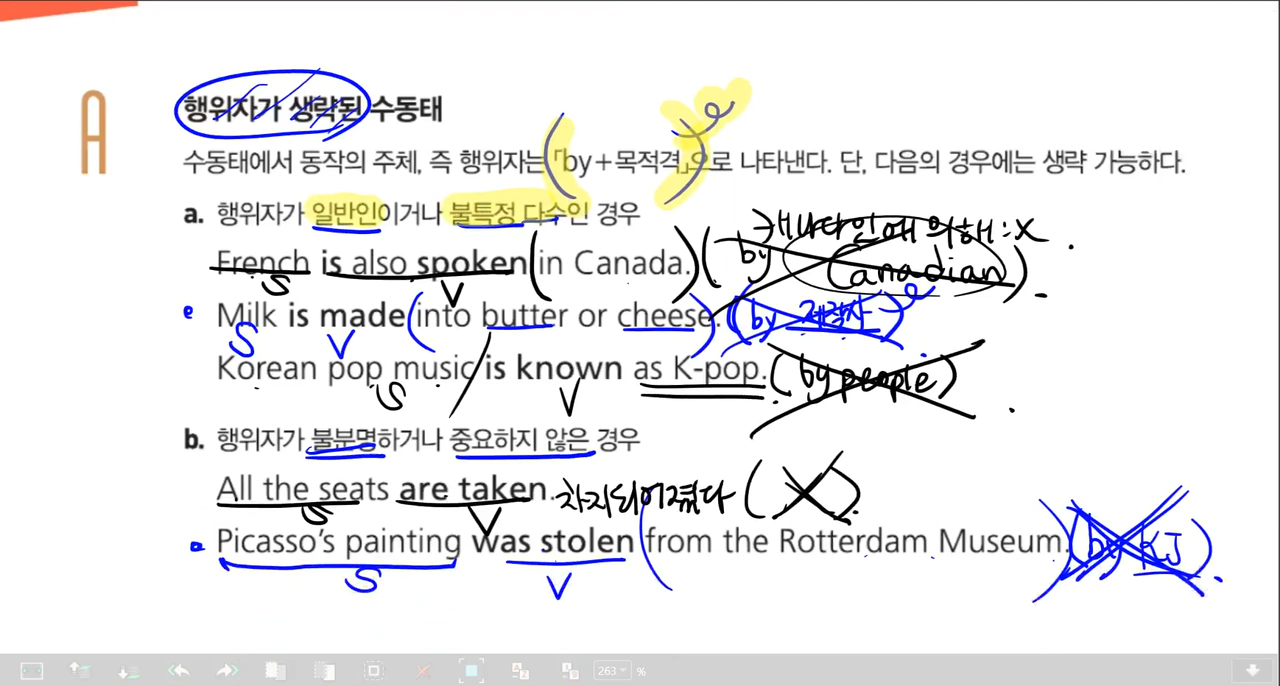 A
행위자가 생략된 수동태
수동태에서 동작의 주체, 즉 행위자는 「by+목적격」으로 나타낸다. 단, 다음의 경우에는 생략 가능하다.
a. 행위자가 일반인이거나 불특정 다수인 경우
캐나다인에 의해 : X
French is also spoken in Canada. (by Canadian)
S V
Milk is made into butter or cheese. (by 제작자)
S V
Korean pop music / is known as K-pop. (by people)
S V
b. 행위자가 불분명하거나 중요하지 않은 경우
All the seats are taken. 차지되어졌다 ( )
S V
Picasso's painting was stolen from the Rotterdam Museum. (by KJ)
S V
263 %